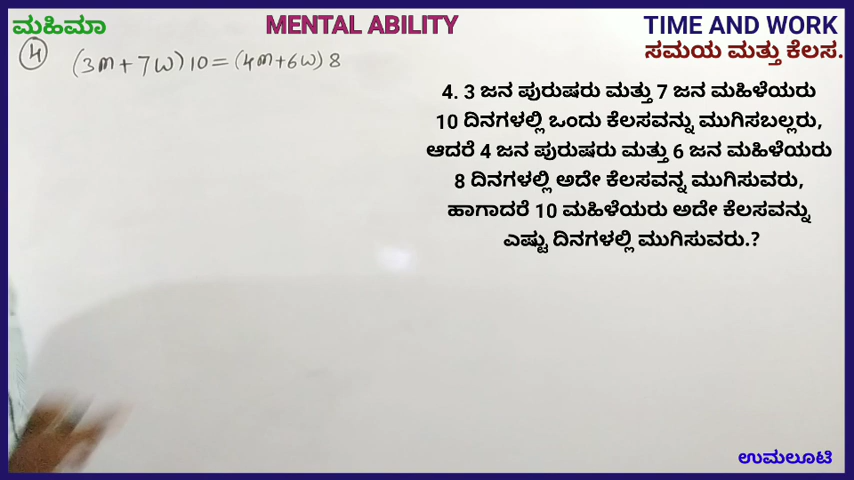 ಮಹಿಮಾ
MENTAL ABILITY
TIME AND WORK
ಸಮಯ ಮತ್ತು ಕೆಲಸ.
4 (3m+7w)10=(4m+6w)8
4. 3 ಜನ ಪುರುಷರು ಮತ್ತು 7 ಜನ ಮಹಿಳೆಯರು
10 ದಿನಗಳಲ್ಲಿ ಒಂದು ಕೆಲಸವನ್ನು ಮುಗಿಸಬಲ್ಲರು,
ಆದರೆ 4 ಜನ ಪುರುಷರು ಮತ್ತು 6 ಜನ ಮಹಿಳೆಯರು
8 ದಿನಗಳಲ್ಲಿ ಅದೇ ಕೆಲಸವನ್ನ ಮುಗಿಸುವರು,
ಹಾಗಾದರೆ 10 ಮಹಿಳೆಯರು ಅದೇ ಕೆಲಸವನ್ನು
ಎಷ್ಟು ದಿನಗಳಲ್ಲಿ ಮುಗಿಸುವರು.?
ಉಮಲೂಟಿ